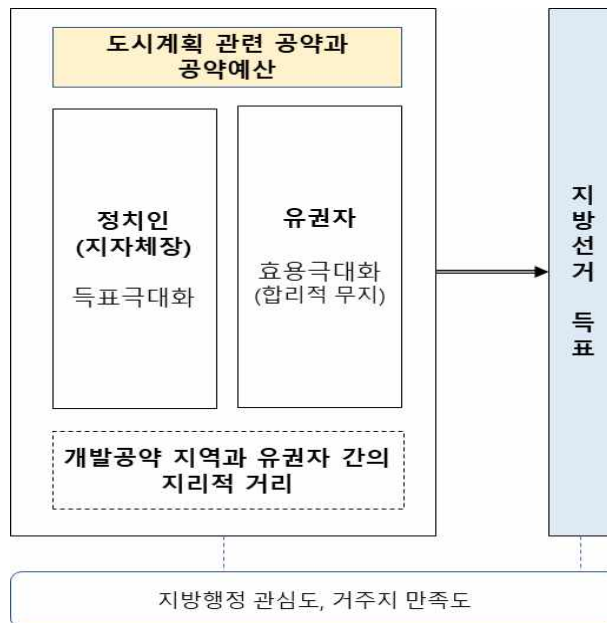 도시계획 관련 공약과
공약예산
정치인
(지자체장)
득표극대화
유권자
효용극대화
(합리적 무지)
개발공약 지역과 유권자 간의
지리적 거리
지방선거 득표
지방행정 관심도, 거주지 만족도